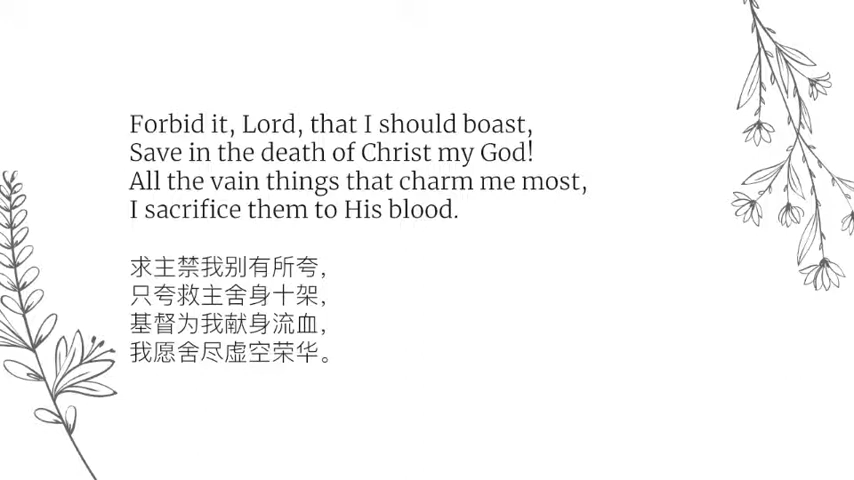 Forbid it, Lord, that I should boast,
Save in the death of Christ my God!
All the vain things that charm me most,
I sacrifice them to His blood.
求主禁我别有所夸，
只夸救主舍身十架，
基督为我献身流血，
我愿舍尽虚空荣华。